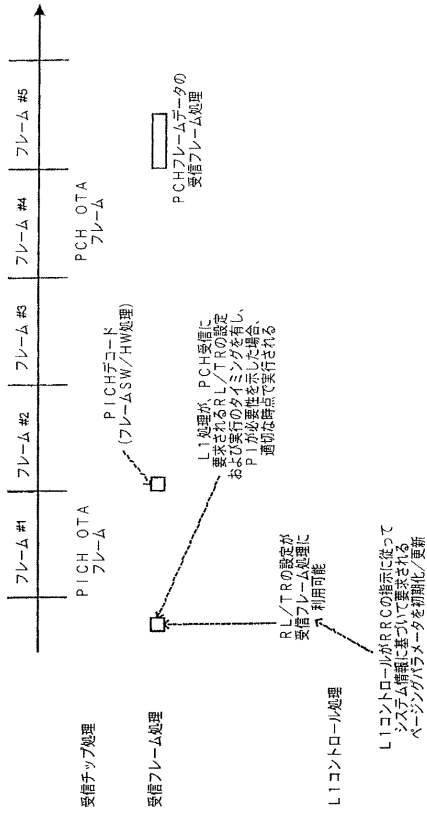 フレーム #1
フレーム #2
フレーム #3
フレーム #4
フレーム #5
受信チップ処理
PICH OTA
フレーム
PCH OTA
フレーム
受信フレーム処理
PICHデコード
(フレームSW/HW処理)
PCHフレームデータの
受信フレーム処理
L1処理が、PCH受信に
要求されるRL/TRの設定
および実行のタイミングを有し、
PIが必要性を示した場合、
適切な時点で実行される
RL/TRの設定が
受信フレーム処理に
利用可能
L1コントロール処理
L1コントロールがRRCの指示に従って
システム情報に基づいて要求される
ページングパラメータを初期化/更新